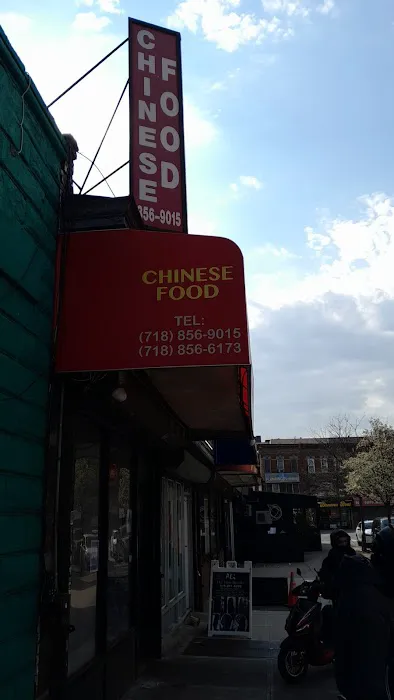 CHINESE
FOOD
856-9015
CHINESE
FOOD
TEL:
(718) 856-9015
(718) 856-6173